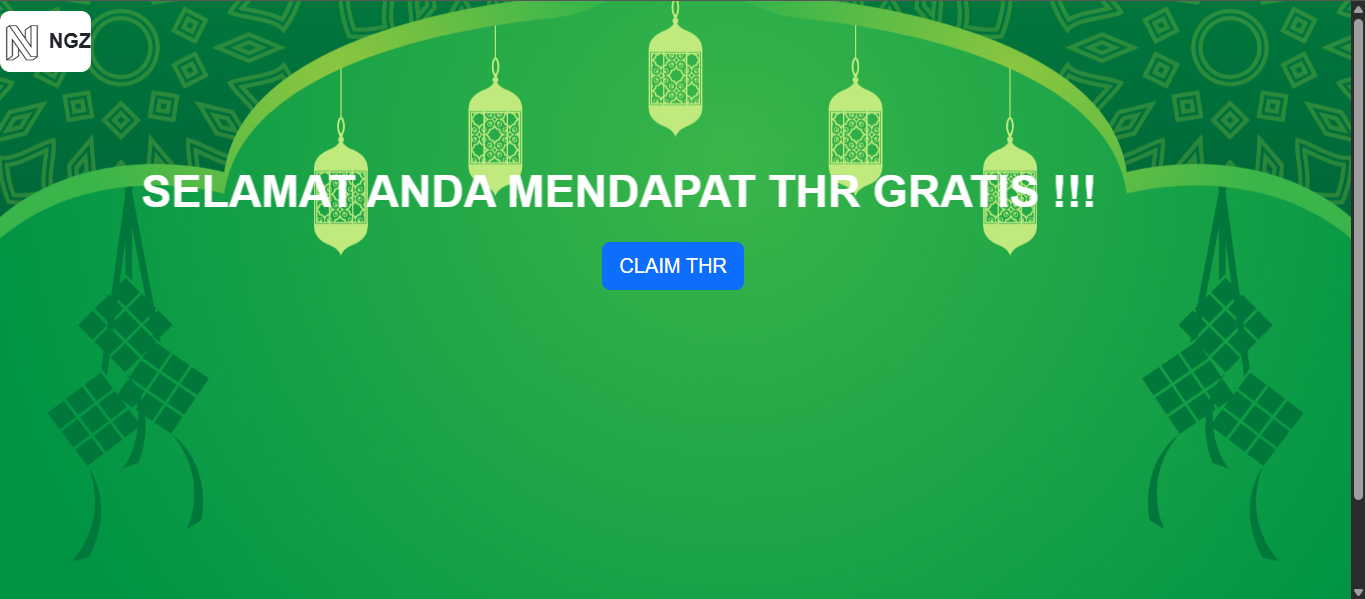 NGZ
SELAMAT ANDA MENDAPAT THR GRATIS !!!
CLAIM THR